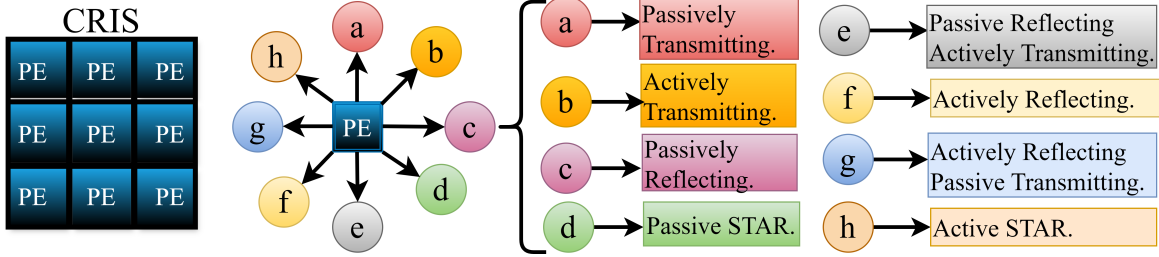 CRIS
PE PE PE
PE PE PE
PE PE PE
a
b
c
d
e
f
g
h
PE
a
Passively
Transmitting.
b
Actively
Transmitting.
c
Passively
Reflecting.
d
Passive STAR.
e
Passive Reflecting
Actively Transmitting.
f
Actively Reflecting.
g
Actively Reflecting
Passive Transmitting.
h
Active STAR.